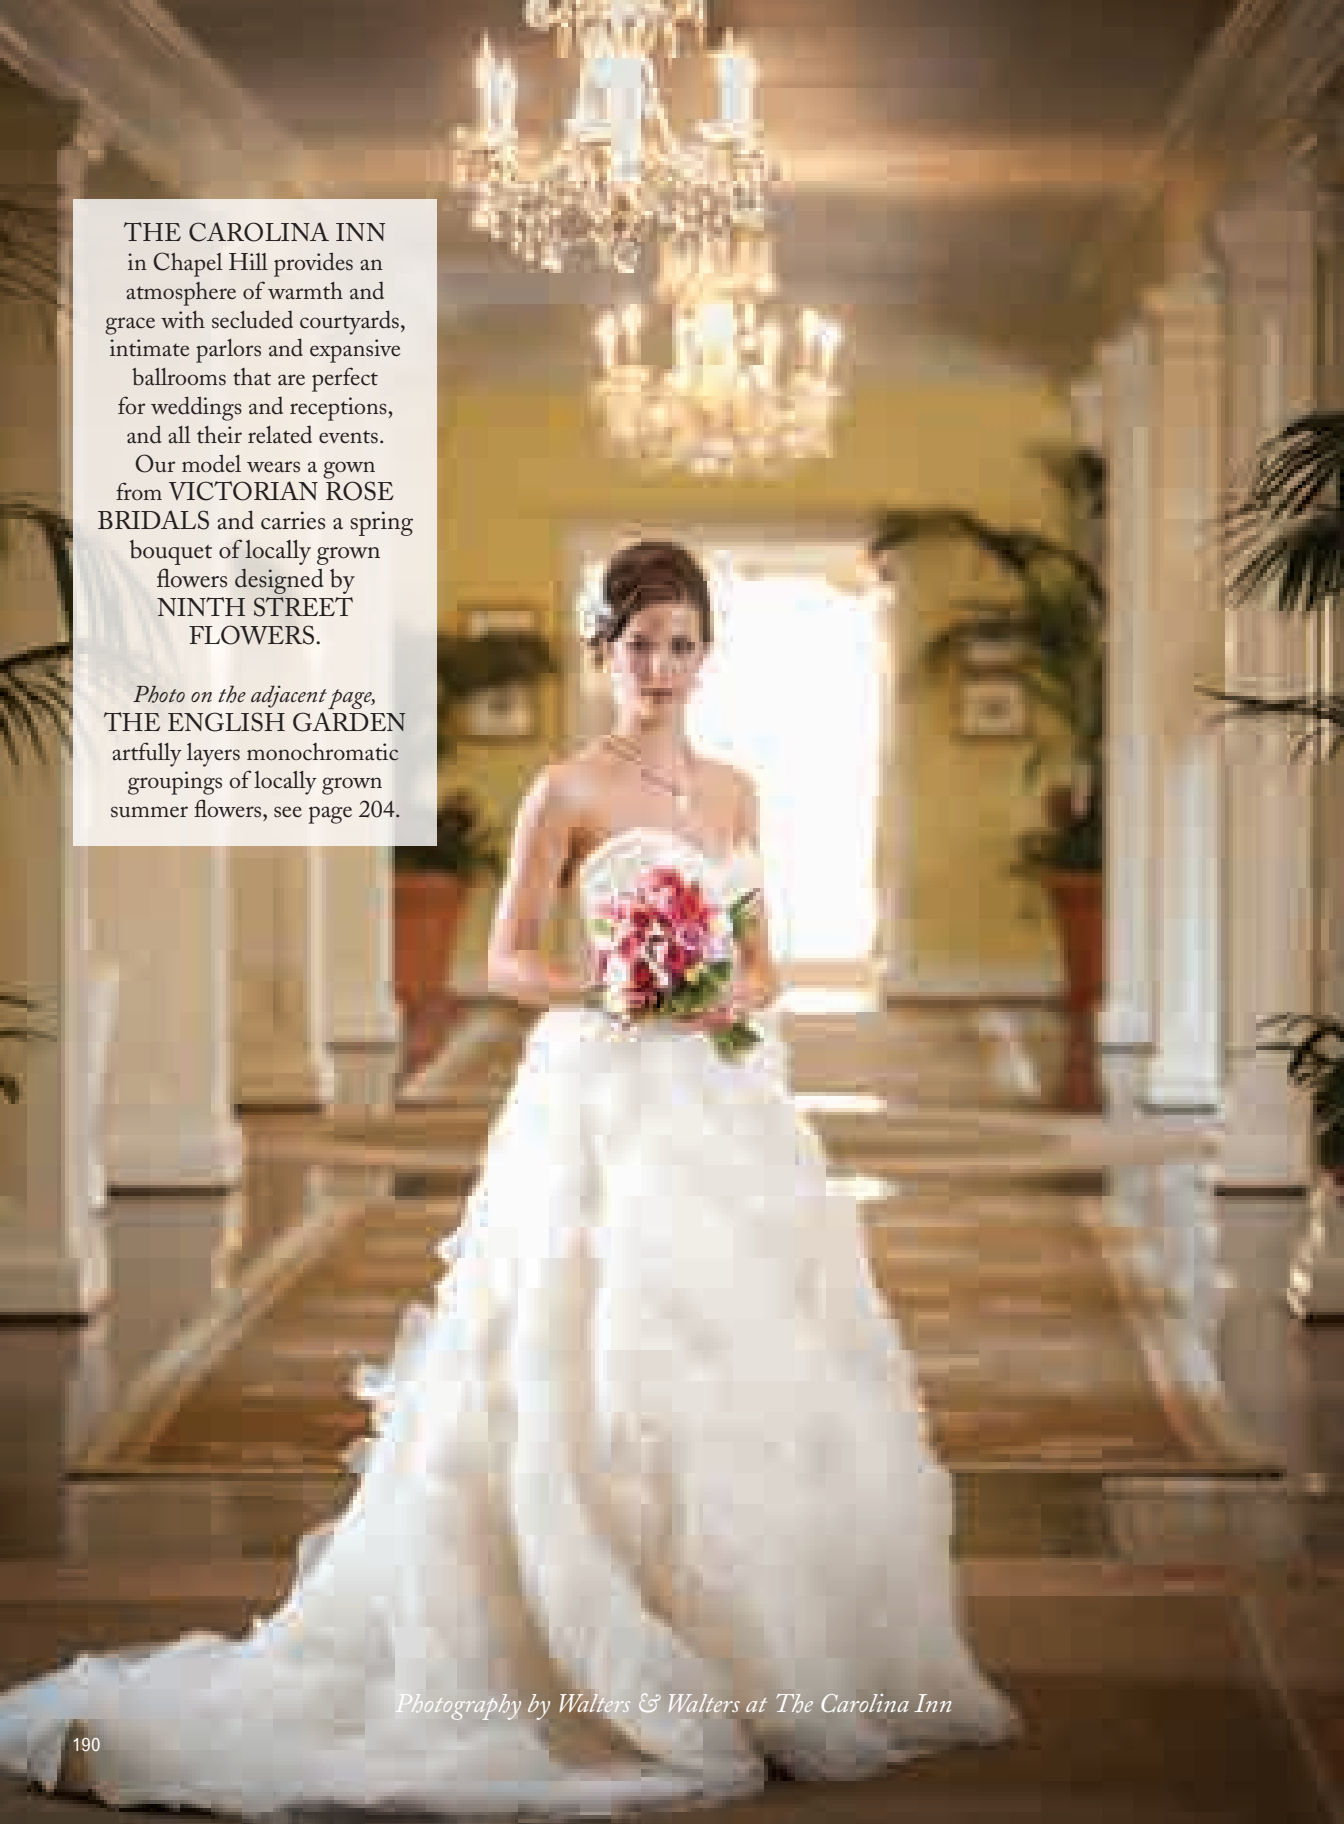 THE CAROLINA INN
in Chapel Hill provides an
atmosphere of warmth and
grace with secluded courtyards,
intimate parlors and expansive
ballrooms that are perfect
for weddings and receptions,
and all their related events.
Our model wears a gown
from VICTORIAN ROSE
BRIDALS and carries a spring
bouquet of locally grown
flowers designed by
NINTH STREET
FLOWERS.
Photo on the adjacent page,
THE ENGLISH GARDEN
artfully layers monochromatic
groupings of locally grown
summer flowers, see page 204.
Photography by Walters & Walters at The Carolina Inn
190